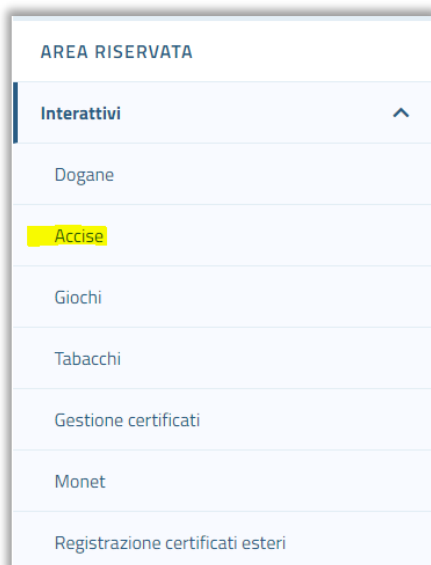 AREA RISERVATA
Interattivi
Dogane
Accise
Giochi
Tabacchi
Gestione certificati
Monet
Registrazione certificati esteri